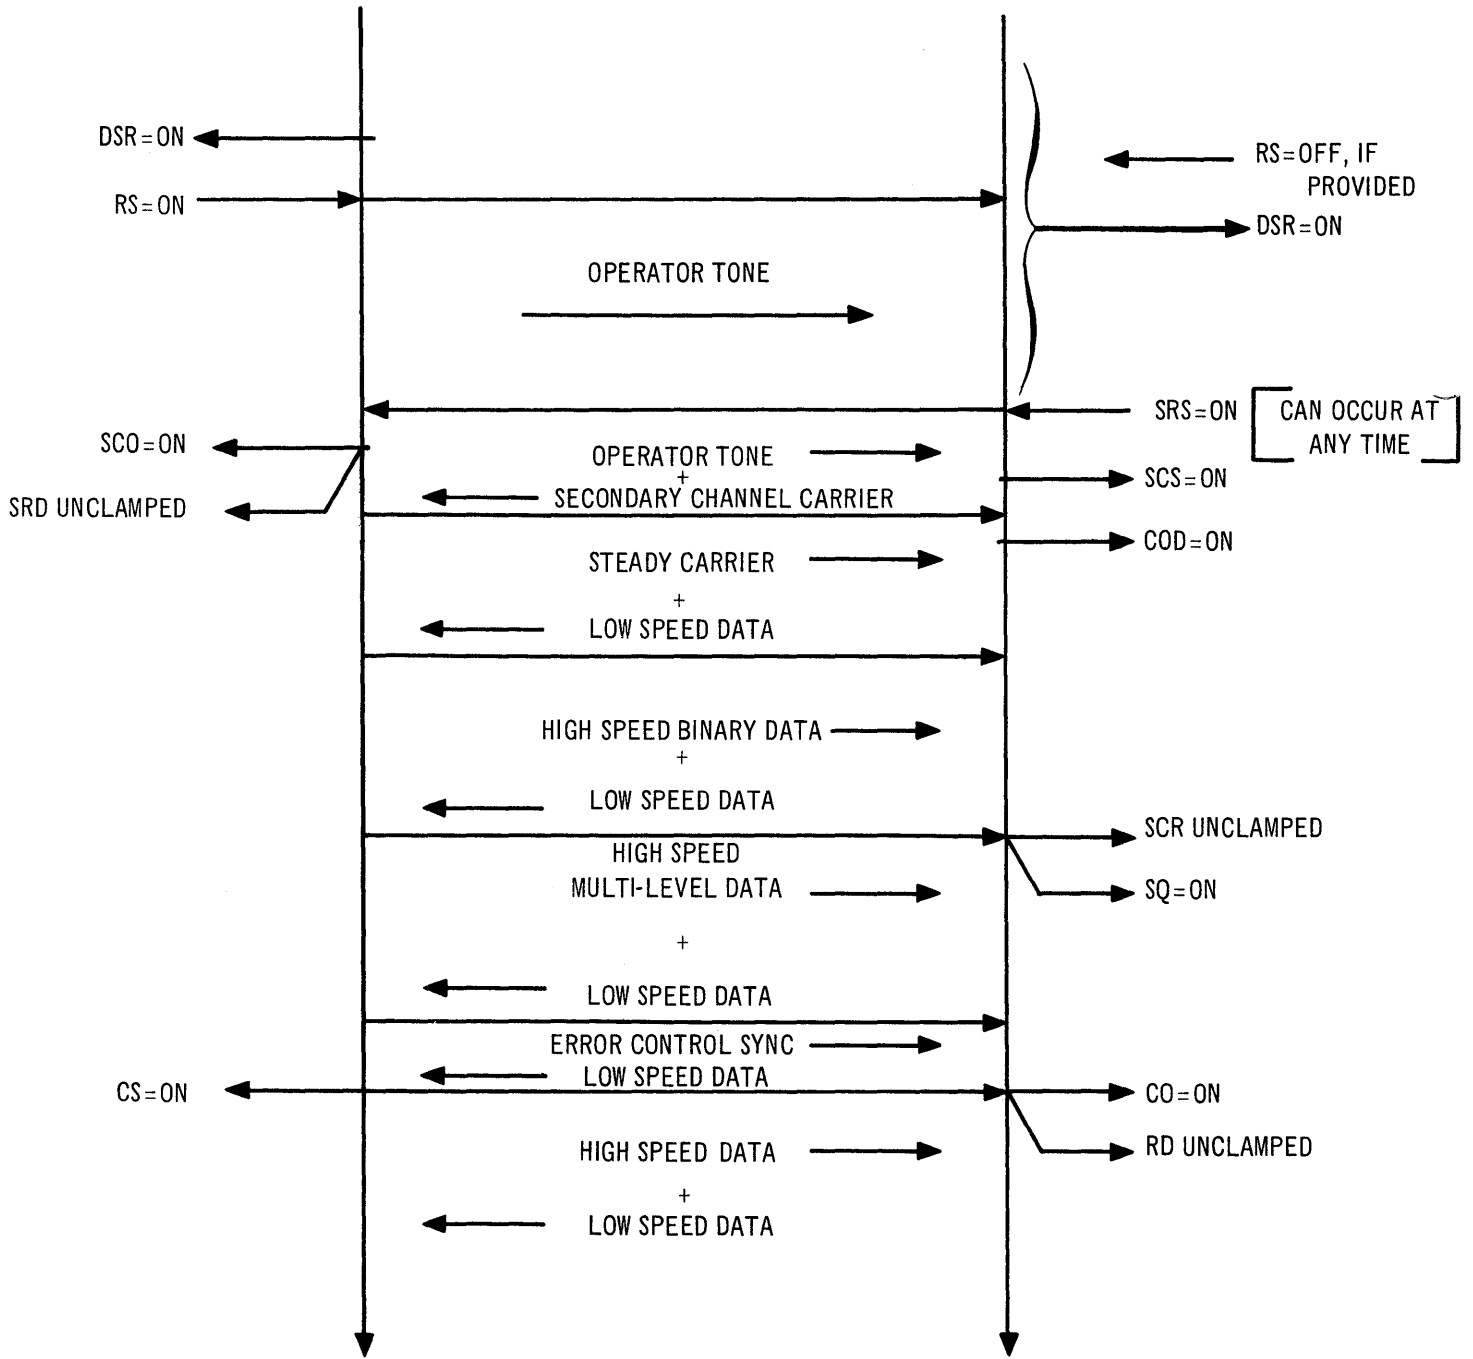 DSR=ON
RS=OFF, IF
PROVIDED
RS=ON
DSR=ON
OPERATOR TONE
SRS=ON
CAN OCCUR AT
ANY TIME
SCO=ON
OPERATOR TONE
+
SCS=ON
SECONDARY CHANNEL CARRIER
SRD UNCLAMPED
COD=ON
STEADY CARRIER
+
LOW SPEED DATA
HIGH SPEED BINARY DATA
+
LOW SPEED DATA
SCR UNCLAMPED
HIGH SPEED
MULTI-LEVEL DATA
SQ=ON
+
LOW SPEED DATA
ERROR CONTROL SYNC
LOW SPEED DATA
CS=ON
CO=ON
HIGH SPEED DATA
RD UNCLAMPED
+
LOW SPEED DATA